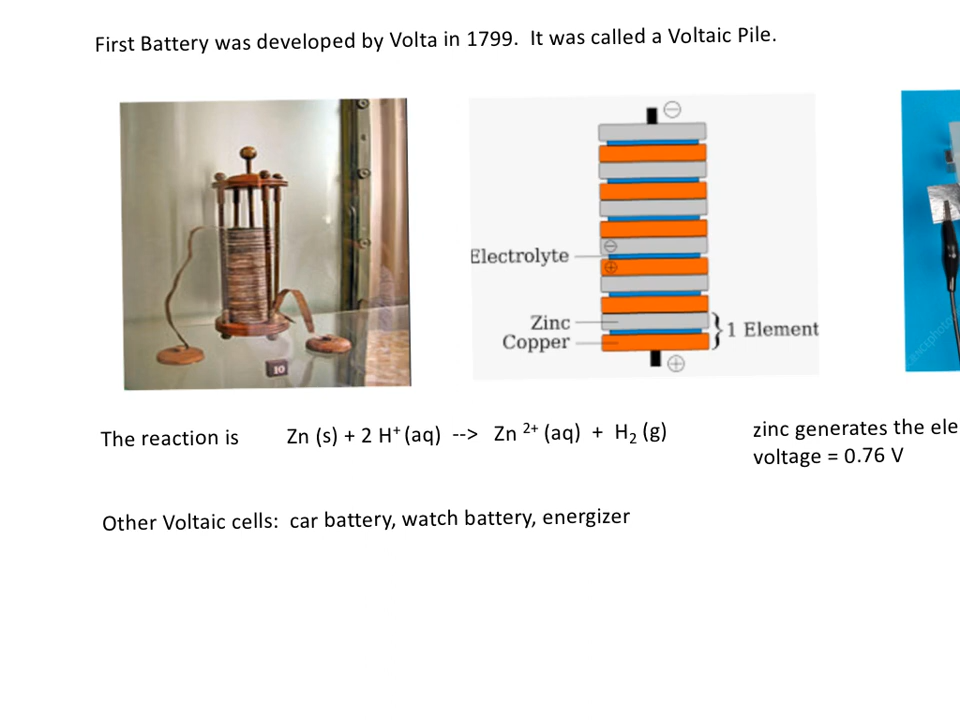 First Battery was developed by Volta in 1799. It was called a Voltaic Pile.
⊖
⊖
Electrolyte
⊕
Zinc
1 Element
Copper
⊕
10
The reaction is Zn (s) + 2 H⁺ (aq) --> Zn ²⁺ (aq) + H₂ (g)
zinc generates the ele
voltage = 0.76 V
Other Voltaic cells: car battery, watch battery, energizer